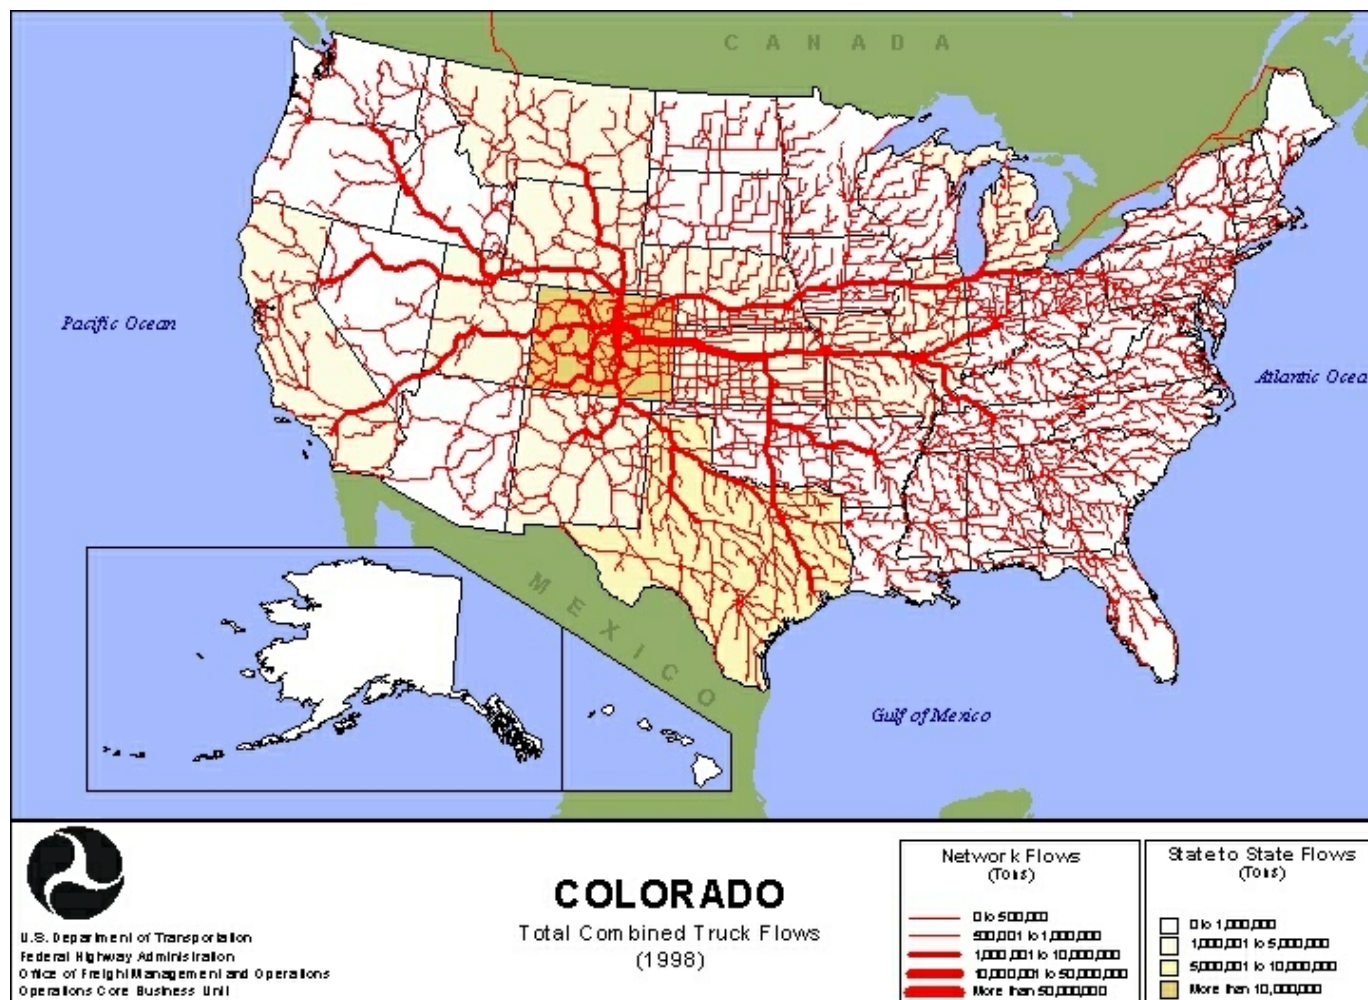 CANADA
Pacific Ocean
Atlantic Ocea
MEXICO
Gulf of Mexico
U.S. Department of Transportation
Federal Highway Administration
Office of Freight Management and Operations
Operations Core Business Unit
COLORADO
Total Combined Truck Flows
(1998)
Network Flows
(Tons)
0 to 500,000
500,001 to 1,000,000
1,000,001 to 10,000,000
10,000,001 to 50,000,000
More than 50,000,000
State to State Flows
(Tons)
0 to 1,000,000
1,000,001 to 5,000,000
5,000,001 to 10,000,000
More than 10,000,000